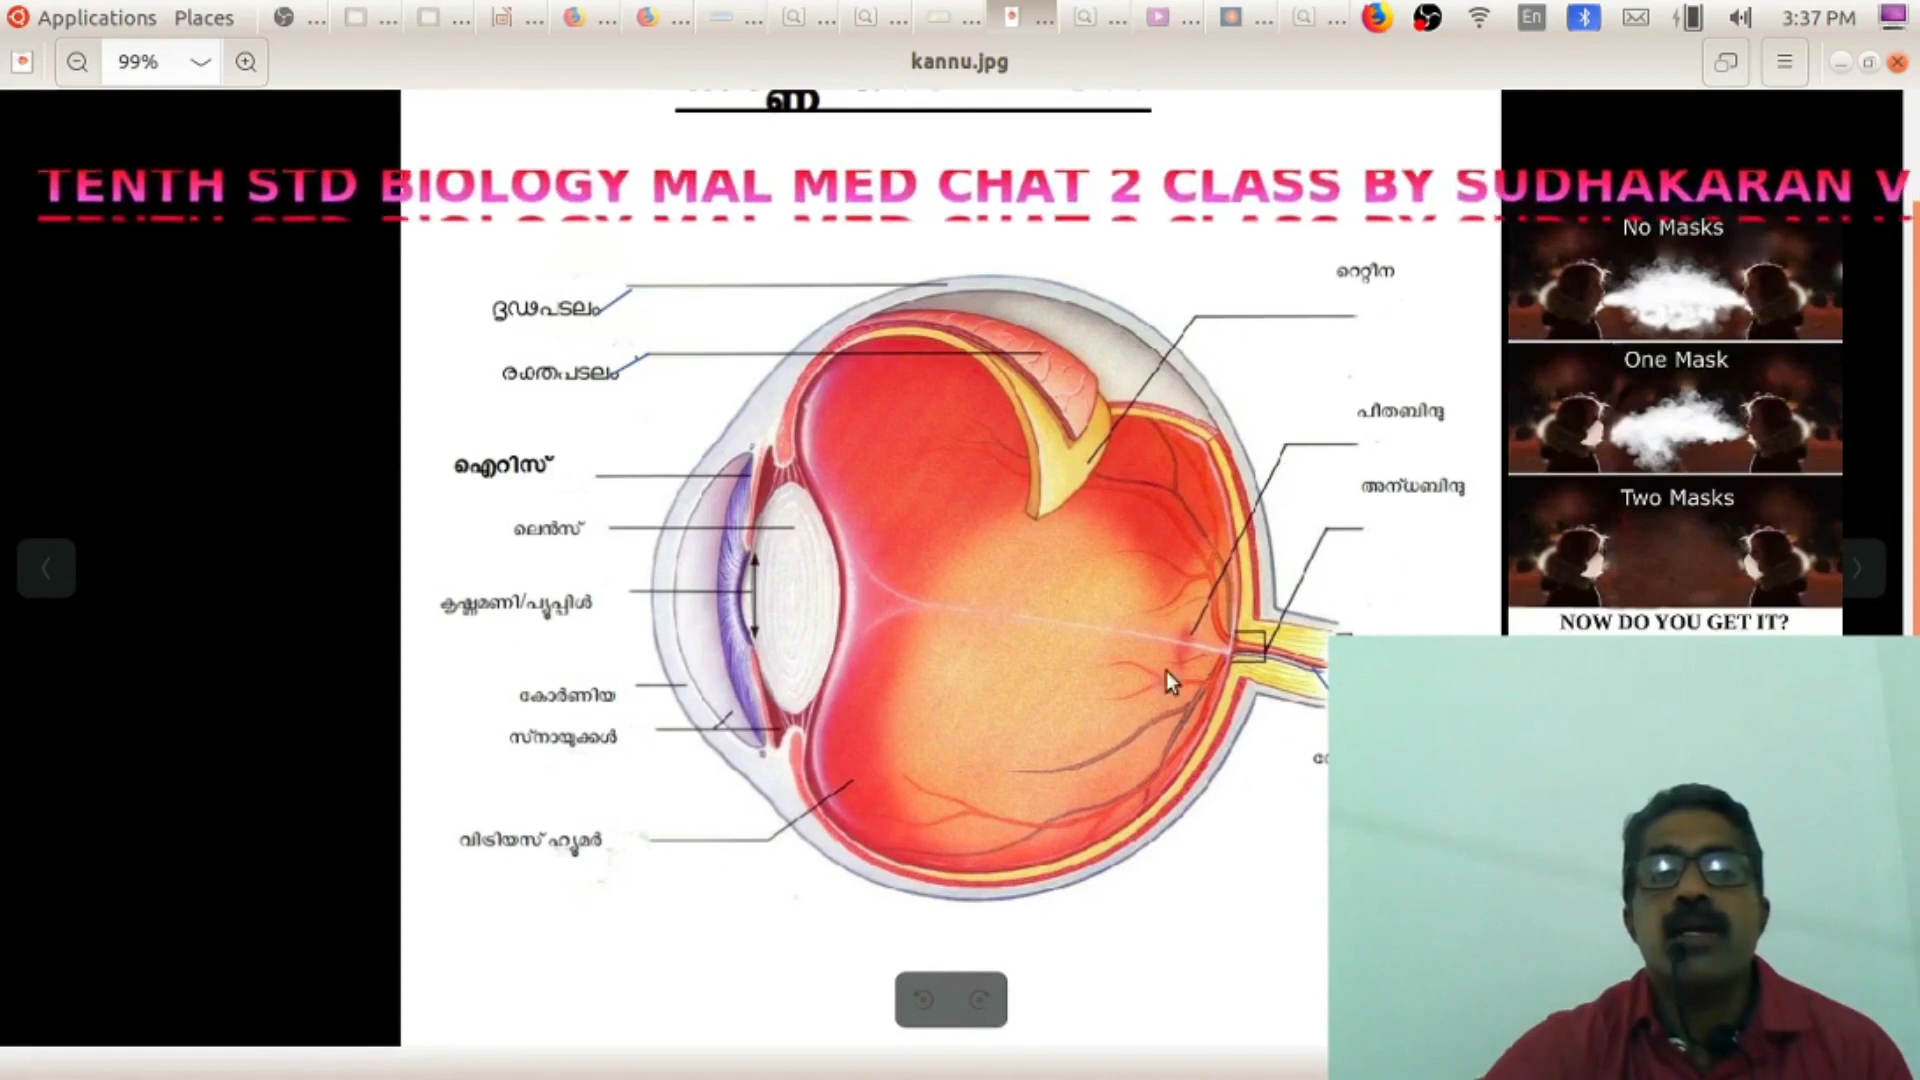 Applications Places
En
3:37 PM
99%
kannu.jpg
TENTH STD BIOLOGY MAL MED CHAT 2 CLASS BY SUDHAKARAN V
No Masks
One Mask
Two Masks
NOW DO YOU GET IT?
ദൃഢപടലം
രക്തപടലം
ഐറിസ്
ലെൻസ്
കൃഷ്ണമണി/പ്യൂപ്പിൾ
കോർണിയ
സ്നായുക്കൾ
വിട്രിയസ് ഹ്യൂമർ
റെറ്റിന
പീതബിന്ദു
അന്ധബിന്ദു